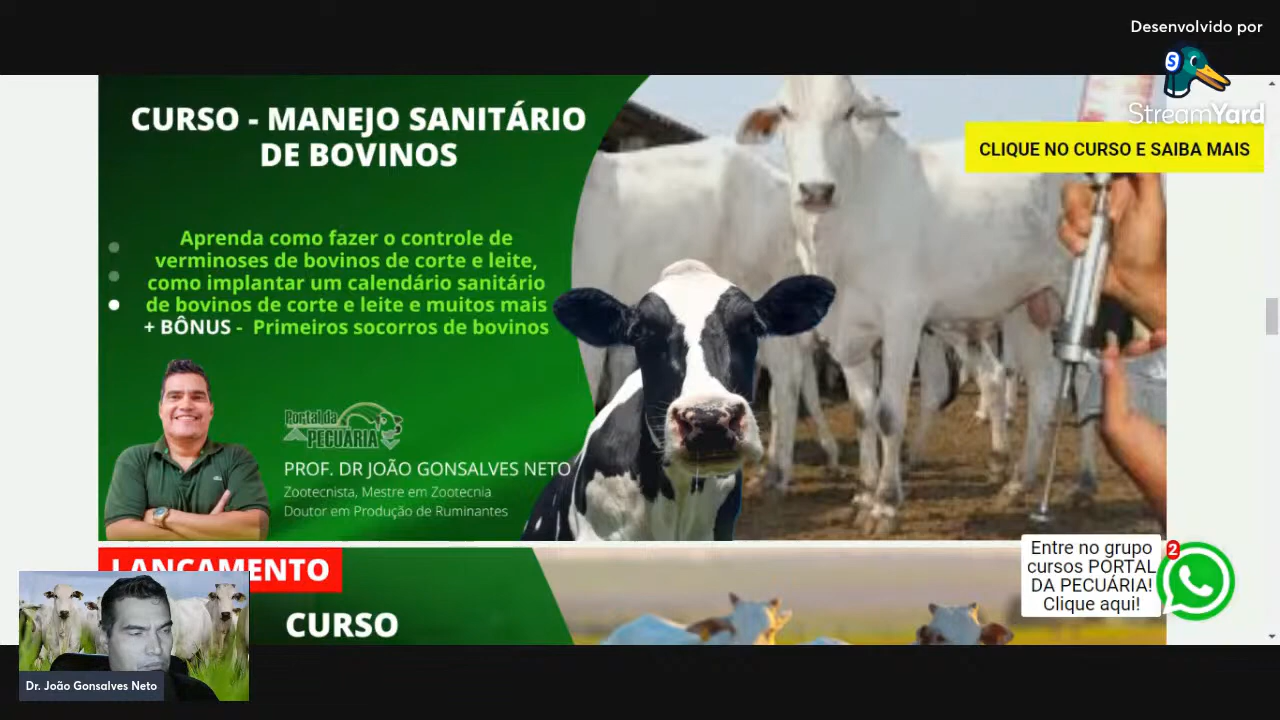 Desenvolvido por
StreamYard
CLIQUE NO CURSO E SAIBA MAIS
CURSO - MANEJO SANITÁRIO
DE BOVINOS
Aprenda como fazer o controle de
verminoses de bovinos de corte e leite,
como implantar um calendário sanitário
de bovinos de corte e leite e muitos mais
+ BÔNUS - Primeiros socorros de bovinos
Portal da
PECUÁRIA
PROF. DR JOÃO GONSALVES NETO
Zootecnista, Mestre em Zootecnia
Doutor em Produção de Ruminantes
LANÇAMENTO
CURSO
Entre no grupo
cursos PORTAL
DA PECUÁRIA!
Clique aqui!
2
Dr. João Gonsalves Neto